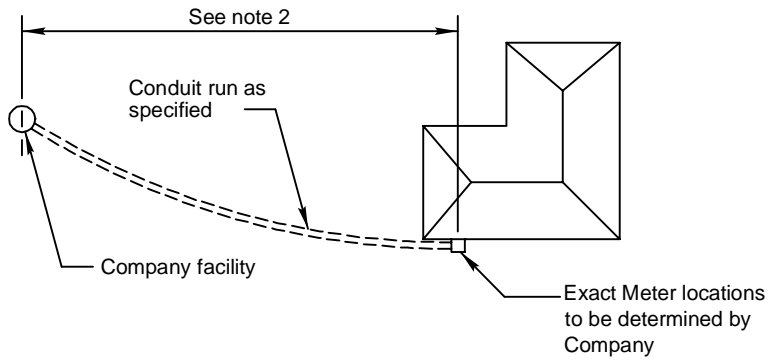 See note 2
Conduit run as
specified
Company facility
Exact Meter locations
to be determined by
Company